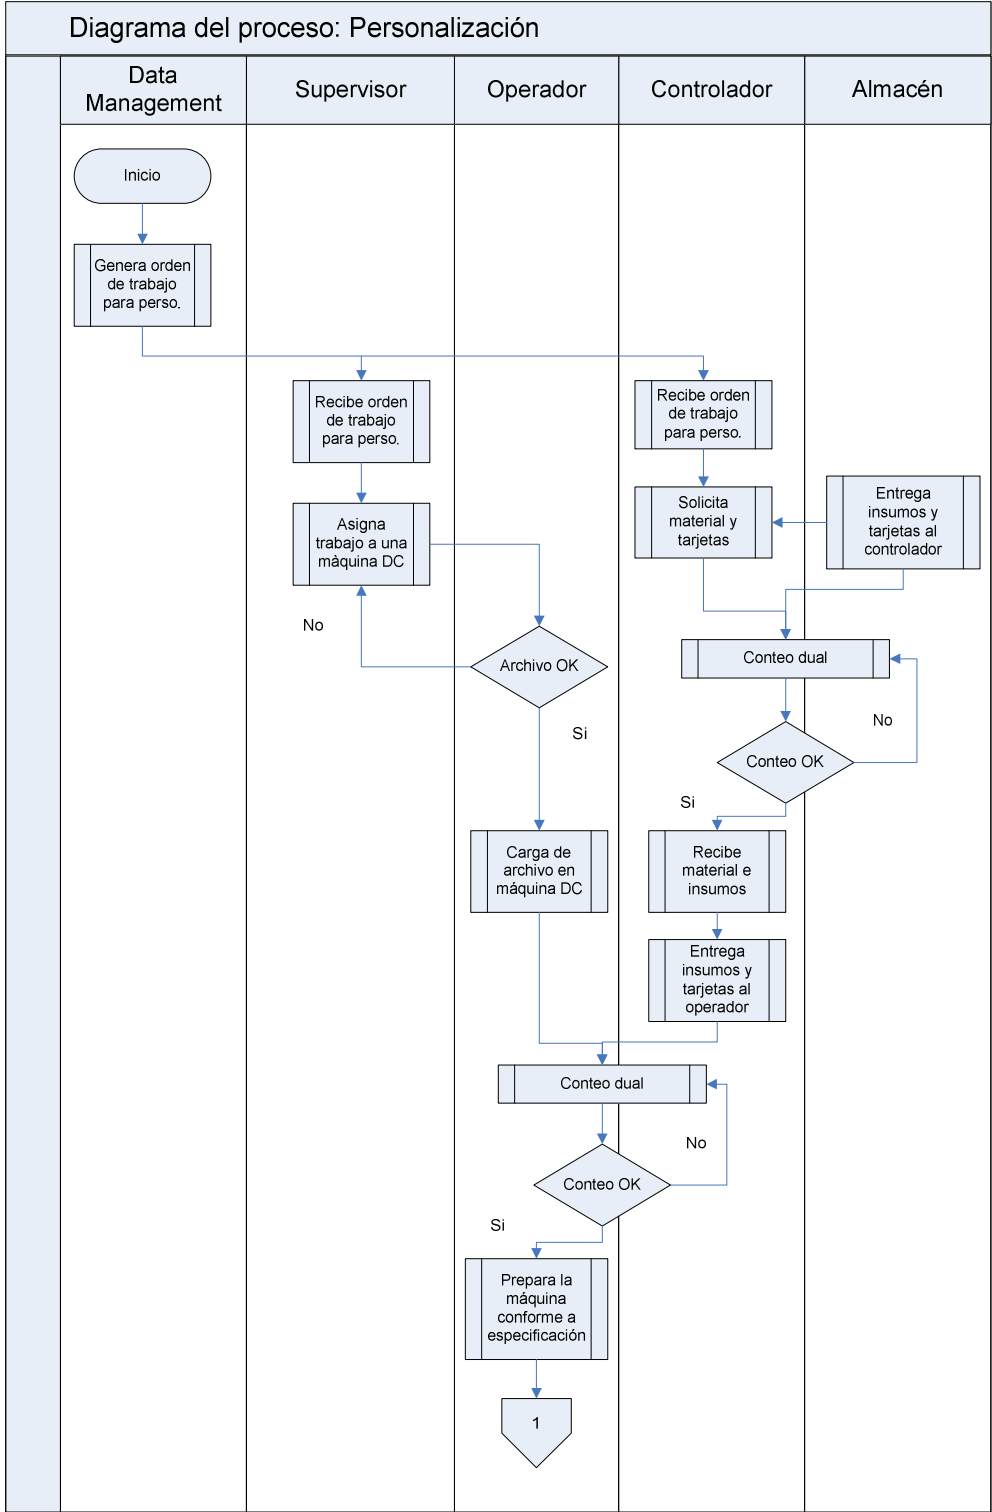 Diagrama del proceso: Personalización
Data
Management
Supervisor
Operador
Controlador
Almacén
Inicio
Genera orden
de trabajo
para perso.
Recibe orden
de trabajo
para perso.
Recibe orden
de trabajo
para perso.
Asigna
trabajo a una
màquina DC
Solicita
material y
tarjetas
Entrega
insumos y
tarjetas al
controlador
No
Archivo OK
Si
Conteo dual
No
Conteo OK
Si
Carga de
archivo en
máquina DC
Recibe
material e
insumos
Entrega
insumos y
tarjetas al
operador
Conteo dual
No
Conteo OK
Si
Prepara la
máquina
conforme a
especificación
1